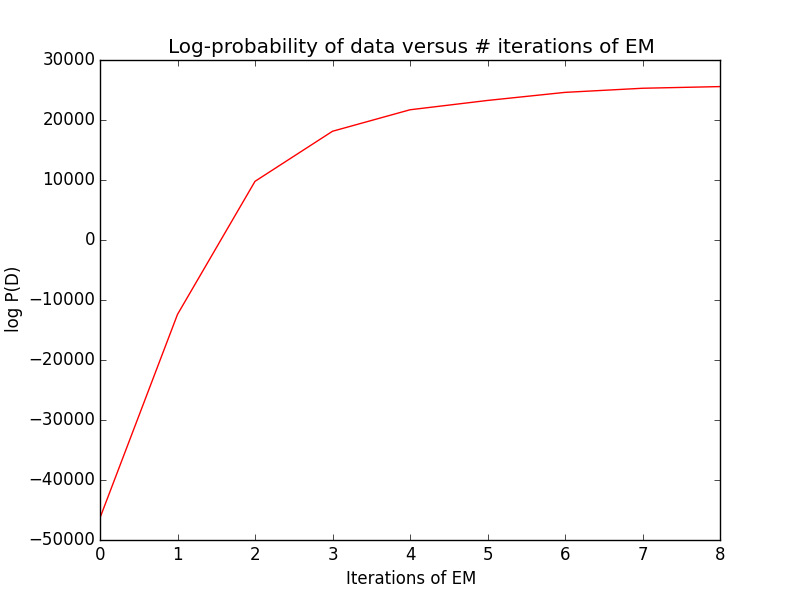 Log-probability of data versus # iterations of EM
30000
20000
10000
0
−10000
−20000
−30000
−40000
−50000
log P(D)
0 1 2 3 4 5 6 7 8
Iterations of EM